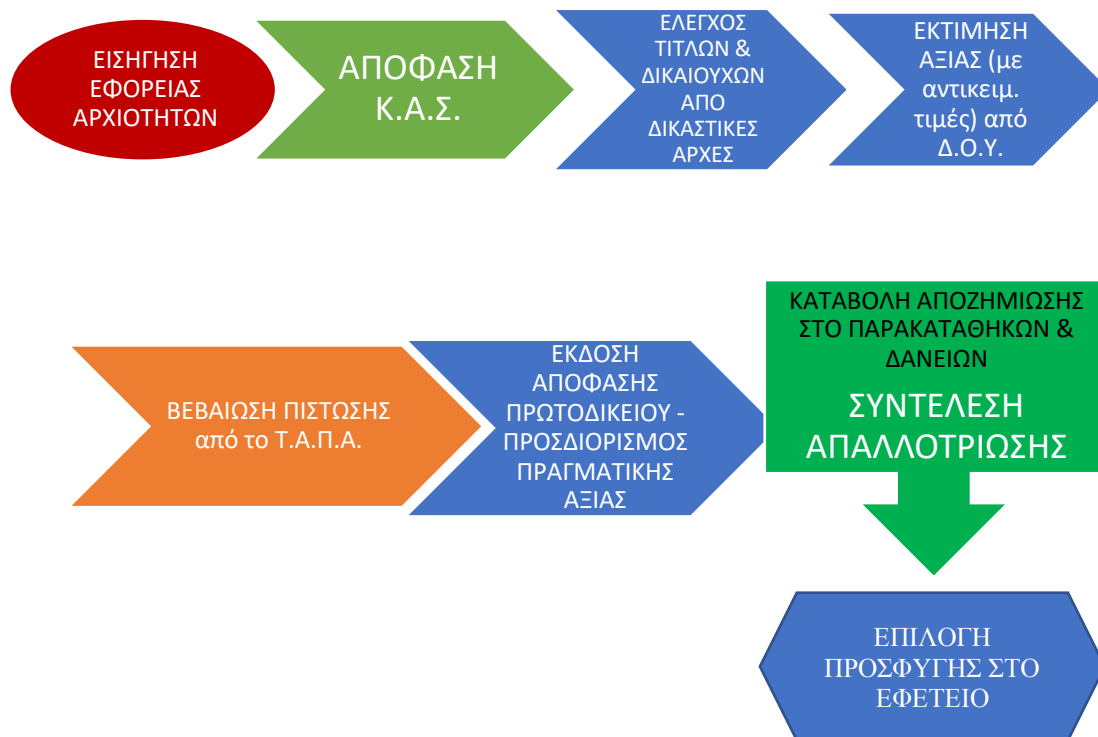 ΕΙΣΗΓΗΣΗ
ΕΦΟΡΕΙΑΣ
ΑΡΧΙΟΤΗΤΩΝ
ΑΠΟΦΑΣΗ
Κ.Α.Σ.
ΕΛΕΓΧΟΣ
ΤΙΤΛΩΝ &
ΔΙΚΑΙΟΥΧΩΝ
ΑΠΟ
ΔΙΚΑΣΤΙΚΕΣ
ΑΡΧΕΣ
ΕΚΤΙΜΗΣΗ
ΑΞΙΑΣ (με
αντικειμ.
τιμές) από
Δ.Ο.Υ.
ΒΕΒΑΙΩΣΗ ΠΙΣΤΩΣΗΣ
από το Τ.Α.Π.Α.
ΕΚΔΟΣΗ
ΑΠΟΦΑΣΗΣ
ΠΡΩΤΟΔΙΚΕΙΟΥ -
ΠΡΟΣΔΙΟΡΙΣΜΟΣ
ΠΡΑΓΜΑΤΙΚΗΣ
ΑΞΙΑΣ
ΚΑΤΑΒΟΛΗ ΑΠΟΖΗΜΙΩΣΗΣ
ΣΤΟ ΠΑΡΑΚΑΤΑΘΗΚΩΝ &
ΔΑΝΕΙΩΝ
ΣΥΝΤΕΛΕΣΗ
ΑΠΑΛΛΟΤΡΙΩΣΗΣ
ΕΠΙΛΟΓΗ
ΠΡΟΣΦΥΓΗΣ ΣΤΟ
ΕΦΕΤΕΙΟ